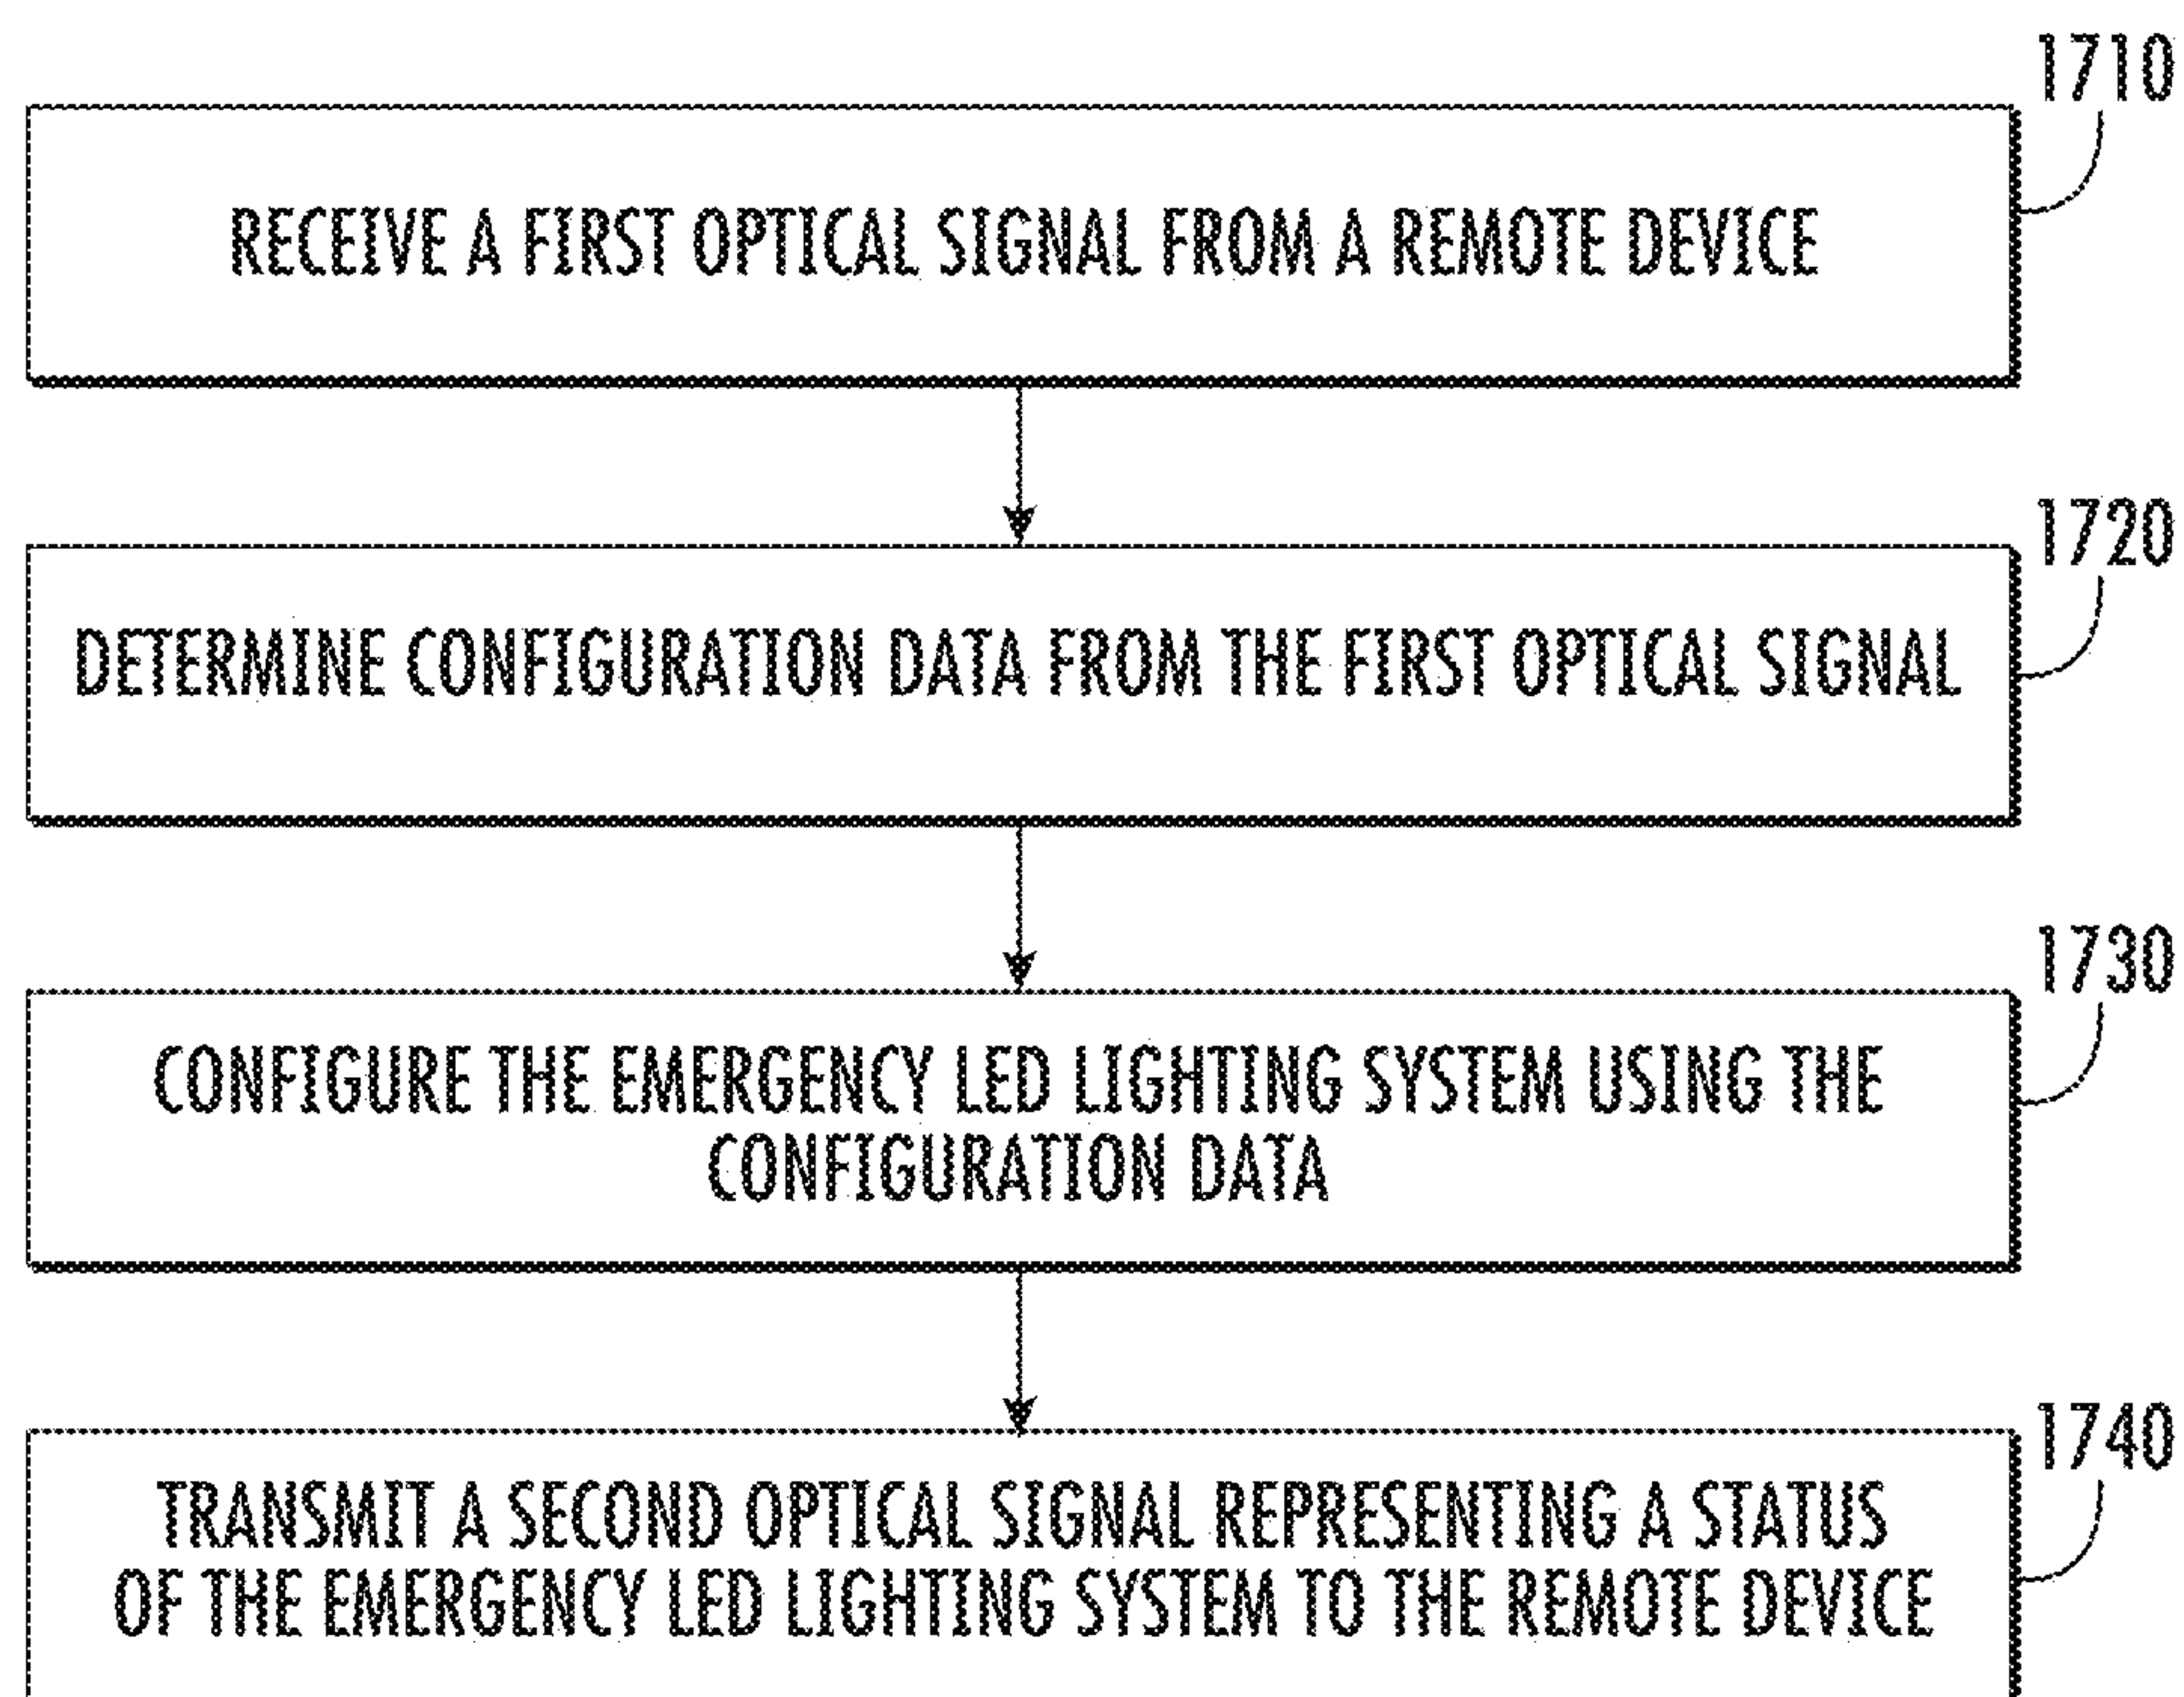 1710
RECEIVE A FIRST OPTICAL SIGNAL FROM A REMOTE DEVICE
1720
DETERMINE CONFIGURATION DATA FROM THE FIRST OPTICAL SIGNAL
1730
CONFIGURE THE EMERGENCY LED LIGHTING SYSTEM USING THE
CONFIGURATION DATA
1740
TRANSMIT A SECOND OPTICAL SIGNAL REPRESENTING A STATUS
OF THE EMERGENCY LED LIGHTING SYSTEM TO THE REMOTE DEVICE